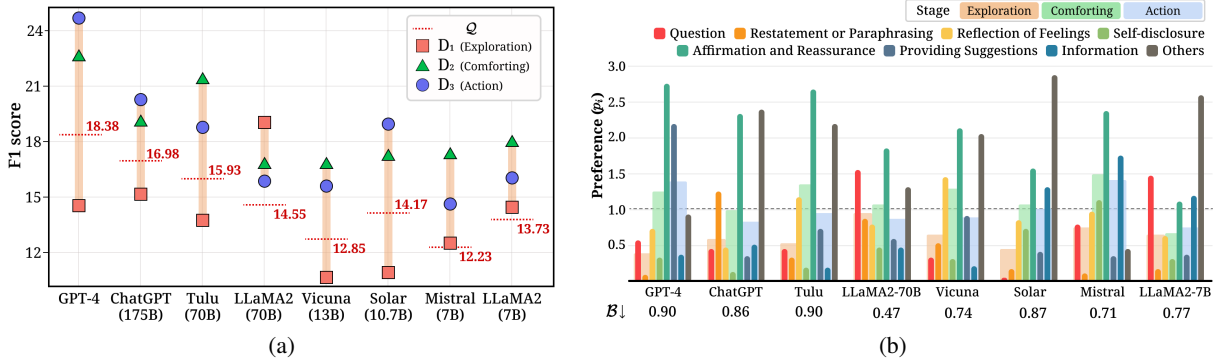 24
21
18
15
12
F1 score
𝒬
D₁ (Exploration)
D₂ (Comforting)
D₃ (Action)
18.38
16.98
15.93
14.55
12.85
14.17
12.23
13.73
GPT-4 ChatGPT Tulu LLaMA2 Vicuna Solar Mistral LLaMA2
(175B) (70B) (70B) (13B) (10.7B) (7B) (7B)
(a)
Stage Exploration Comforting Action
Question Restatement or Paraphrasing Reflection of Feelings Self-disclosure
Affirmation and Reassurance Providing Suggestions Information Others
3.0
2.5
2.0
1.5
1.0
0.5
Preference (pᵢ)
GPT-4 ChatGPT Tulu LLaMA2-70B Vicuna Solar Mistral LLaMA2-7B
ℬ↓ 0.90 0.86 0.90 0.47 0.74 0.87 0.71 0.77
(b)